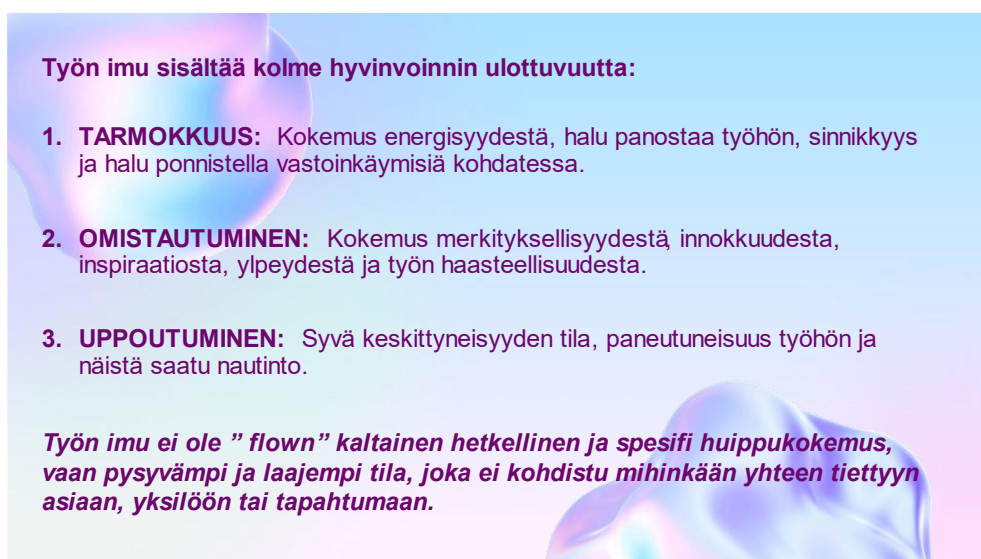 Työn imu sisältää kolme hyvinvoinnin ulottuvuutta:
1. TARMOKKUUS: Kokemus energisyydestä, halu panostaa työhön, sinnikkyys
ja halu ponnistella vastoinkäymisiä kohdatessa.
2. OMISTAUTUMINEN: Kokemus merkityksellisyydestä, innokkuudesta,
inspiraatiosta, ylpeydestä ja työn haasteellisuudesta.
3. UPPOUTUMINEN: Syvä keskittyneisyyden tila, paneutuneisuus työhön ja
näistä saatu nautinto.
Työn imu ei ole ” flown” kaltainen hetkellinen ja spesifi huippukokemus,
vaan pysyvämpi ja laajempi tila, joka ei kohdistu mihinkään yhteen tiettyyn
asiaan, yksilöön tai tapahtumaan.